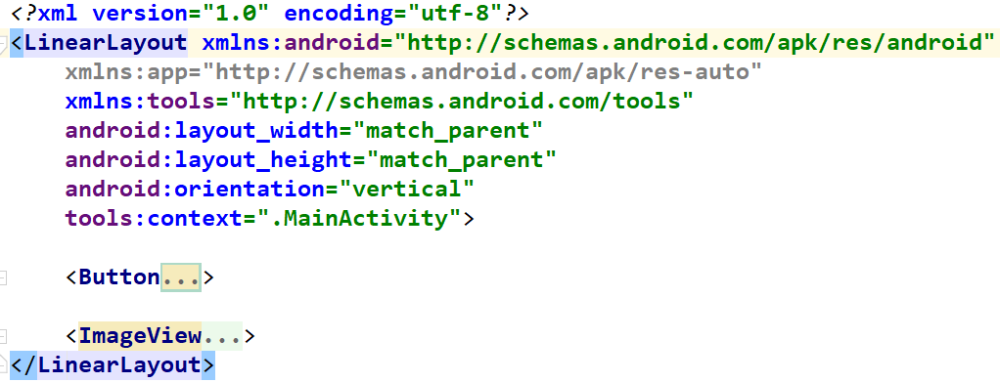 <?xml version="1.0" encoding="utf-8"?>
<LinearLayout xmlns:android="http://schemas.android.com/apk/res/android"
xmlns:app="http://schemas.android.com/apk/res-auto"
xmlns:tools="http://schemas.android.com/tools"
android:layout_width="match_parent"
android:layout_height="match_parent"
android:orientation="vertical"
tools:context=".MainActivity">
<Button...>
<ImageView...>
</LinearLayout>